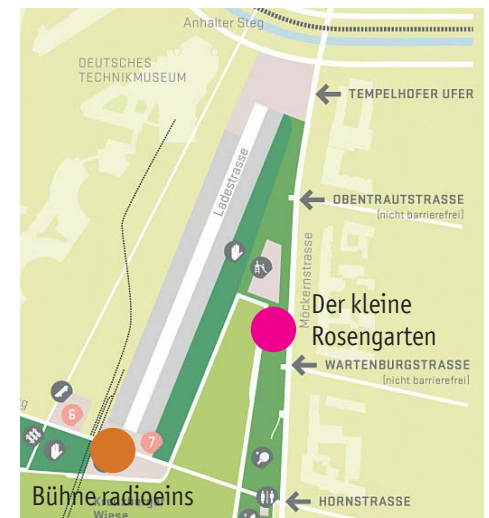 Anhalter Steg
DEUTSCHES
TECHNIKMUSEUM
TEMPELHOFER UFER
Ladestrasse
OBENTRAUTSTRASSE
(nicht barrierefrei)
Möckernstrasse
Der kleine
Rosengarten
WARTENBURGSTRASSE
(nicht barrierefrei)
6
7
Bühne radioeins
Wiese
HORNSTRASSE